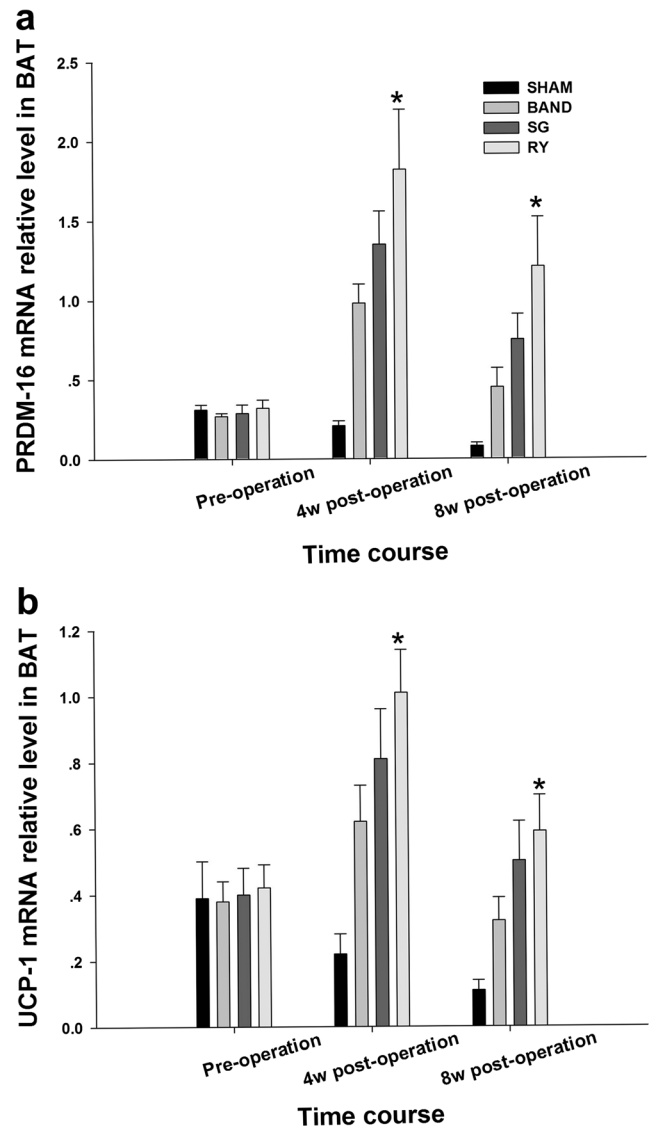 a
PRDM-16 mRNA relative level in BAT
2.5
2.0
1.5
1.0
.5
0.0
*
*
SHAM
BAND
SG
RY
Pre-operation
4w post-operation
8w post-operation
Time course
b
UCP-1 mRNA relative level in BAT
1.2
1.0
.8
.6
.4
.2
0.0
*
*
Pre-operation
4w post-operation
8w post-operation
Time course